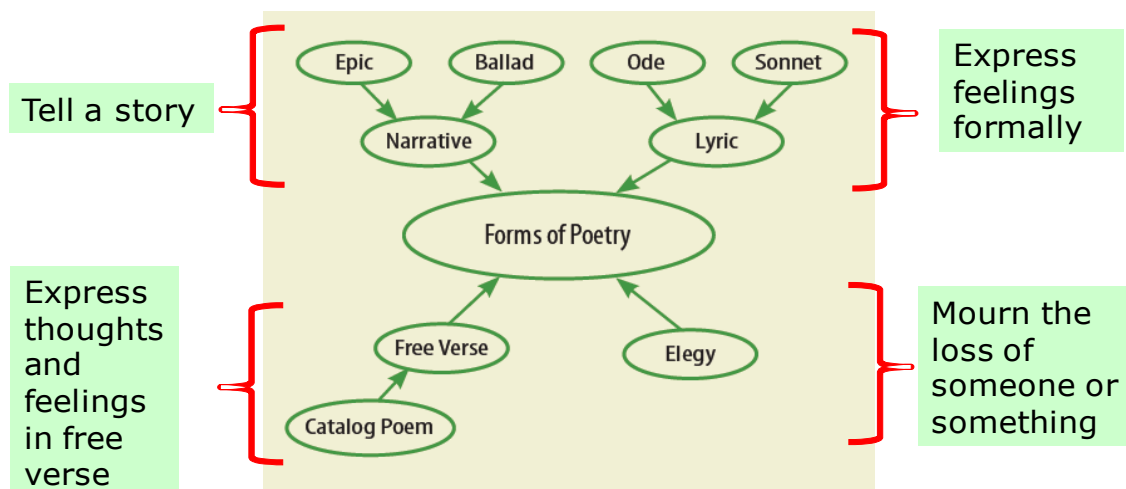 Epic
Ballad
Ode
Sonnet
Tell a story
Narrative
Lyric
Express
feelings
formally
Forms of Poetry
Express
thoughts
and
feelings
in free
verse
Free Verse
Catalog Poem
Elegy
Mourn the
loss of
someone or
something